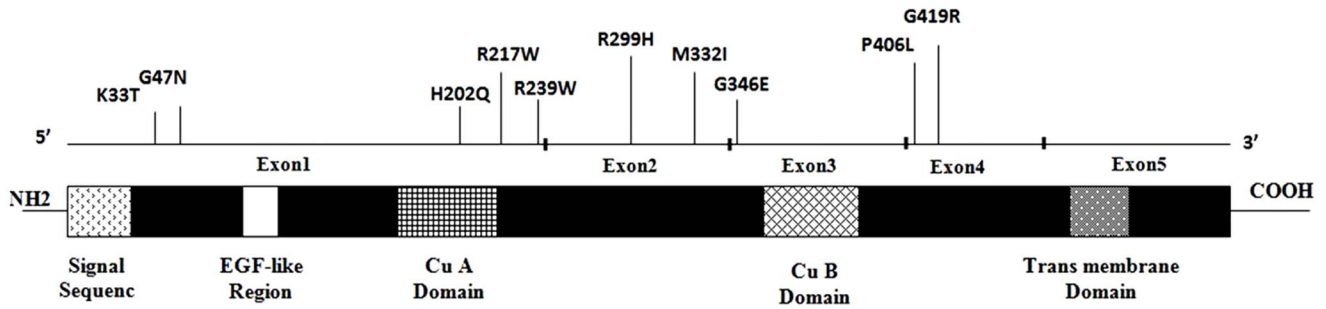 G419R
R299H
P406L
R217W
M332I
G47N
K33T
H202Q
R239W
G346E
5’
3’
Exon1
Exon2
Exon3
Exon4
Exon5
NH2
COOH
Signal
Sequenc
EGF-like
Region
Cu A
Domain
Cu B
Domain
Trans membrane
Domain